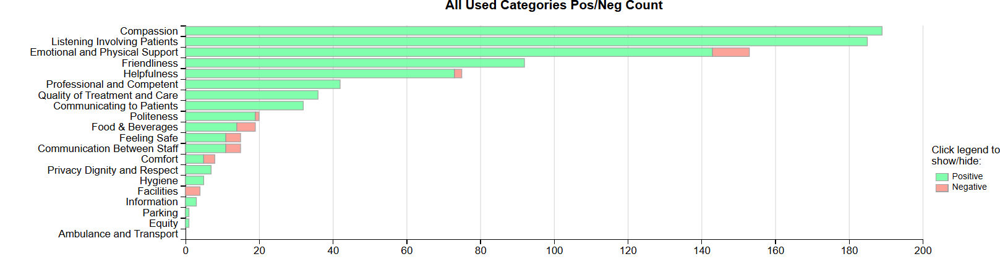 All Used Categories Pos/Neg Count
Compassion
Listening Involving Patients
Emotional and Physical Support
Friendliness
Helpfulness
Professional and Competent
Quality of Treatment and Care
Communicating to Patients
Politeness
Food & Beverages
Feeling Safe
Communication Between Staff
Comfort
Privacy Dignity and Respect
Hygiene
Facilities
Information
Parking
Equity
Ambulance and Transport
0 20 40 60 80 100 120 140 160 180 200
Click legend to
show/hide:
Positive
Negative